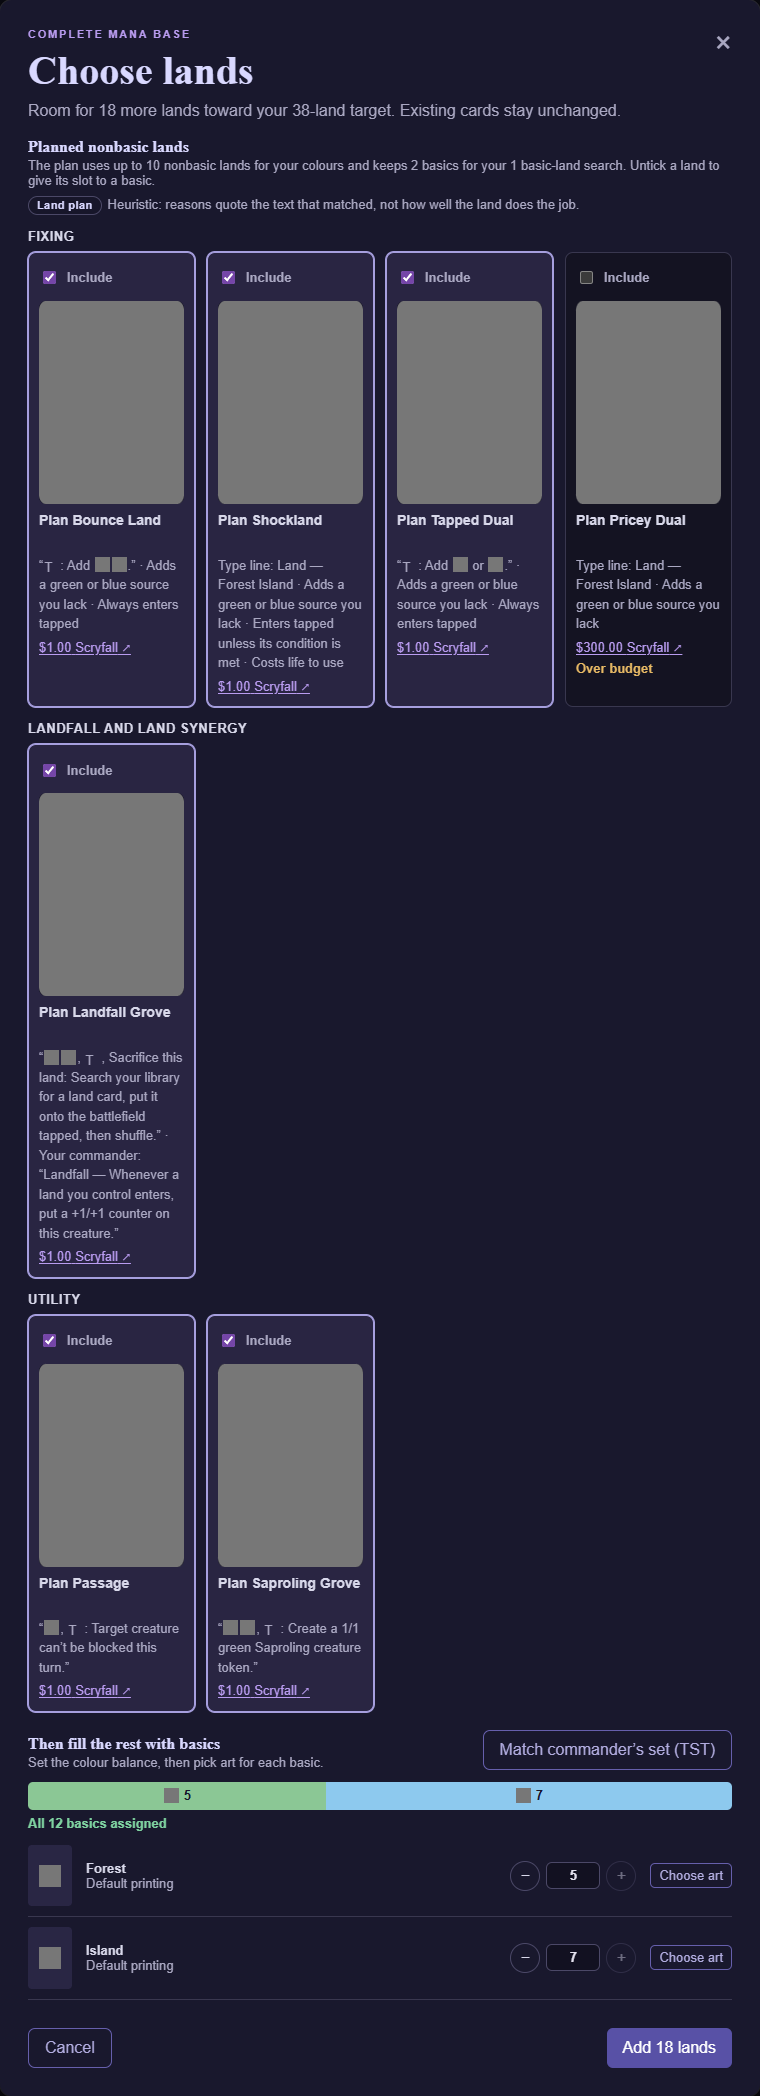 COMPLETE MANA BASE
×
Choose lands
Room for 18 more lands toward your 38-land target. Existing cards stay unchanged.
Planned nonbasic lands
The plan uses up to 10 nonbasic lands for your colours and keeps 2 basics for your 1 basic-land search. Untick a land to
give its slot to a basic.
Land plan Heuristic: reasons quote the text that matched, not how well the land does the job.
FIXING
Include
Plan Bounce Land
“T : Add .” · Adds
a green or blue source
you lack · Always enters
tapped
$1.00 Scryfall ↗
Include
Plan Shockland
Type line: Land —
Forest Island · Adds a
green or blue source you
lack · Enters tapped
unless its condition is
met · Costs life to use
$1.00 Scryfall ↗
Include
Plan Tapped Dual
“T : Add or .” ·
Adds a green or blue
source you lack · Always
enters tapped
$1.00 Scryfall ↗
Include
Plan Pricey Dual
Type line: Land —
Forest Island · Adds a
green or blue source you
lack
$300.00 Scryfall ↗
Over budget
LANDFALL AND LAND SYNERGY
Include
Plan Landfall Grove
“ , T , Sacrifice this
land: Search your library
for a land card, put it
onto the battlefield
tapped, then shuffle.” ·
Your commander:
“Landfall — Whenever a
land you control enters,
put a +1/+1 counter on
this creature.”
$1.00 Scryfall ↗
UTILITY
Include
Plan Passage
“ , T : Target creature
can’t be blocked this
turn.”
$1.00 Scryfall ↗
Include
Plan Saproling Grove
“ , T : Create a 1/1
green Saproling creature
token.”
$1.00 Scryfall ↗
Then fill the rest with basics
Set the colour balance, then pick art for each basic.
Match commander’s set (TST)
5 7
All 12 basics assigned
Forest
Default printing
− 5 + Choose art
Island
Default printing
− 7 + Choose art
Cancel Add 18 lands